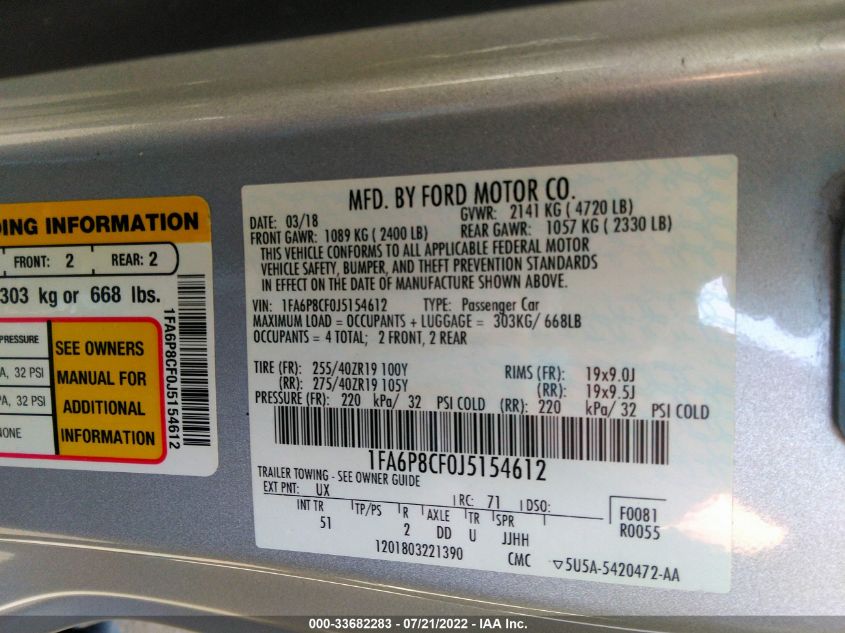 DING INFORMATION
FRONT: 2 REAR: 2
303 kg or 668 lbs.
PRESSURE
A, 32 PSI
PA, 32 PSI
NONE
SEE OWNERS
MANUAL FOR
ADDITIONAL
INFORMATION
1FA6P8CF0J5154612
MFD. BY FORD MOTOR CO.
DATE: 03/18 GVWR: 2141 KG ( 4720 LB)
FRONT GAWR: 1089 KG ( 2400 LB) REAR GAWR: 1057 KG ( 2330 LB)
THIS VEHICLE CONFORMS TO ALL APPLICABLE FEDERAL MOTOR
VEHICLE SAFETY, BUMPER, AND THEFT PREVENTION STANDARDS
IN EFFECT ON THE DATE OF MANUFACTURE SHOWN ABOVE.
VIN: 1FA6P8CF0J5154612 TYPE: Passenger Car
MAXIMUM LOAD = OCCUPANTS + LUGGAGE = 303KG/ 668LB
OCCUPANTS = 4 TOTAL; 2 FRONT, 2 REAR
TIRE (FR): 255/40ZR19 100Y RIMS (FR): 19x9.0J
(RR): 275/40ZR19 105Y (RR): 19x9.5J
PRESSURE (FR): 220 kPa/ 32 PSI COLD (RR): 220 kPa/ 32 PSI COLD
1FA6P8CF0J5154612
TRAILER TOWING - SEE OWNER GUIDE
EXT PNT: UX RC: 71 DSO: F0081
INT TR TP/PS R AXLE TR SPR R0055
51 2 DD U JJHH
1201803221390 CMC ▽5U5A-5420472-AA
000-33682283 - 07/21/2022 - IAA Inc.